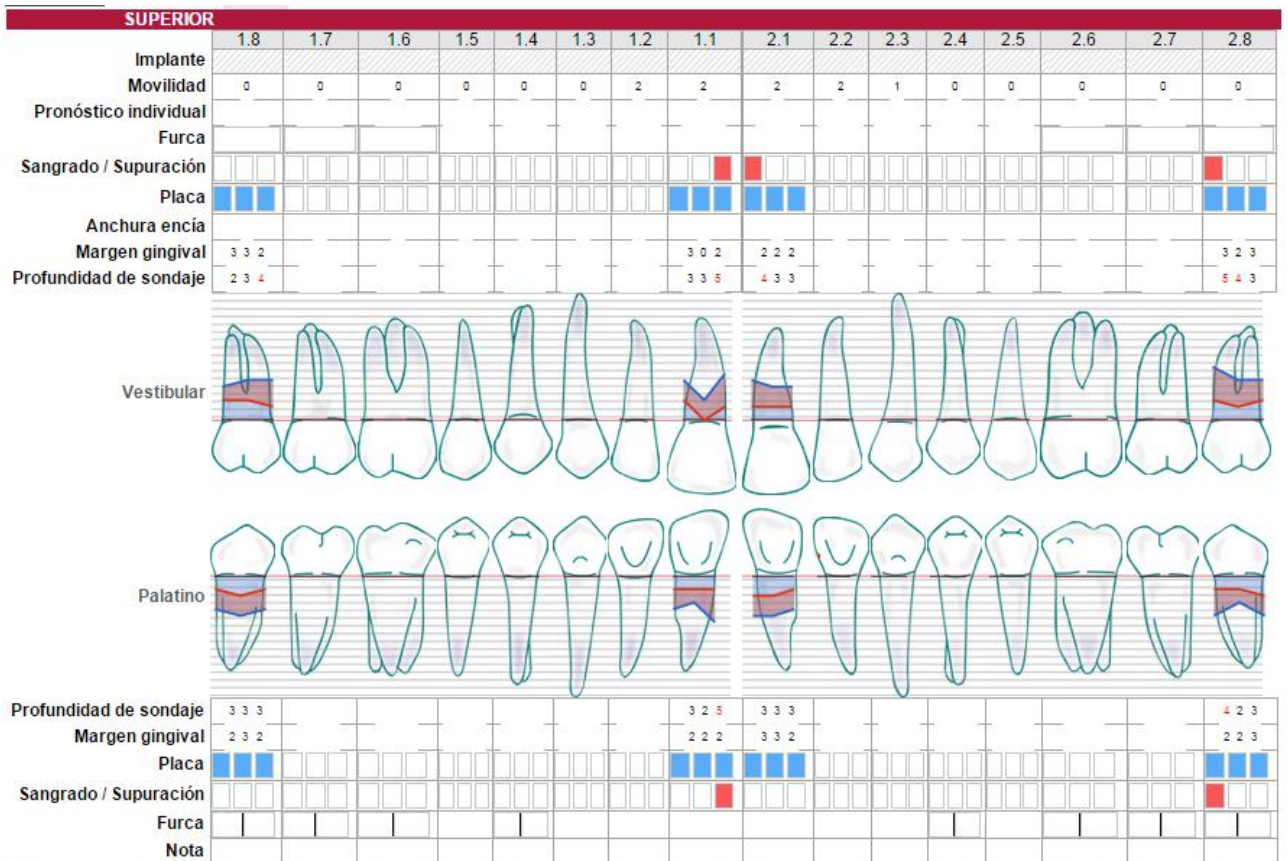 SUPERIOR
1.8 1.7 1.6 1.5 1.4 1.3 1.2 1.1 2.1 2.2 2.3 2.4 2.5 2.6 2.7 2.8
Implante
Movilidad 0 0 0 0 0 0 2 2 2 2 1 0 0 0 0 0
Pronóstico individual
Furca
Sangrado / Supuración
Placa
Anchura encía
Margen gingival 3 3 2 3 0 2 2 2 2 3 2 3
Profundidad de sondaje 2 3 4 3 3 5 4 3 3 5 4 3
Vestibular
Palatino
Profundidad de sondaje 3 3 3 3 2 5 3 3 3 4 2 3
Margen gingival 2 3 2 2 2 2 3 3 2 2 2 3
Placa
Sangrado / Supuración
Furca
Nota